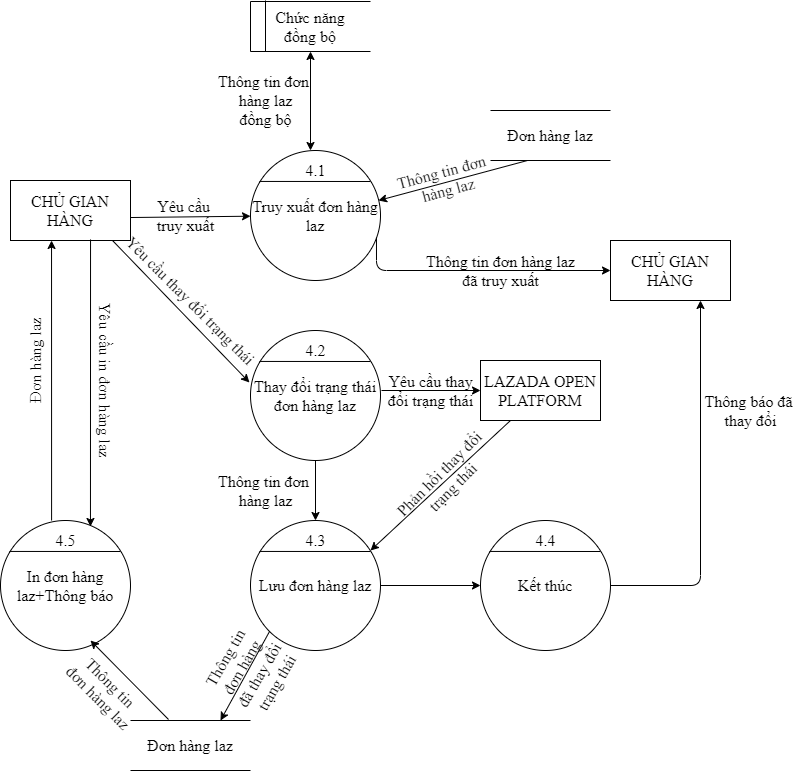 Chức năng
đồng bộ
Thông tin đơn
hàng laz
đồng bộ
Đơn hàng laz
Thông tin đơn
hàng laz
4.1
Truy xuất đơn hàng
laz
CHỦ GIAN
HÀNG
Yêu cầu
truy xuất
Thông tin đơn hàng laz
đã truy xuất
CHỦ GIAN
HÀNG
Yêu cầu thay đổi trạng thái
Đơn hàng laz
Yêu cầu in đơn hàng laz
4.2
Thay đổi trạng thái
đơn hàng laz
Yêu cầu thay
đổi trạng thái
LAZADA OPEN
PLATFORM
Thông báo đã
thay đổi
Thông tin đơn
hàng laz
Phản hồi thay đổi
trạng thái
4.5
In đơn hàng
laz+Thông báo
4.3
Lưu đơn hàng laz
4.4
Kết thúc
Thông tin
đơn hàng
đã thay đổi
trạng thái
Thông tin
đơn hàng laz
Đơn hàng laz